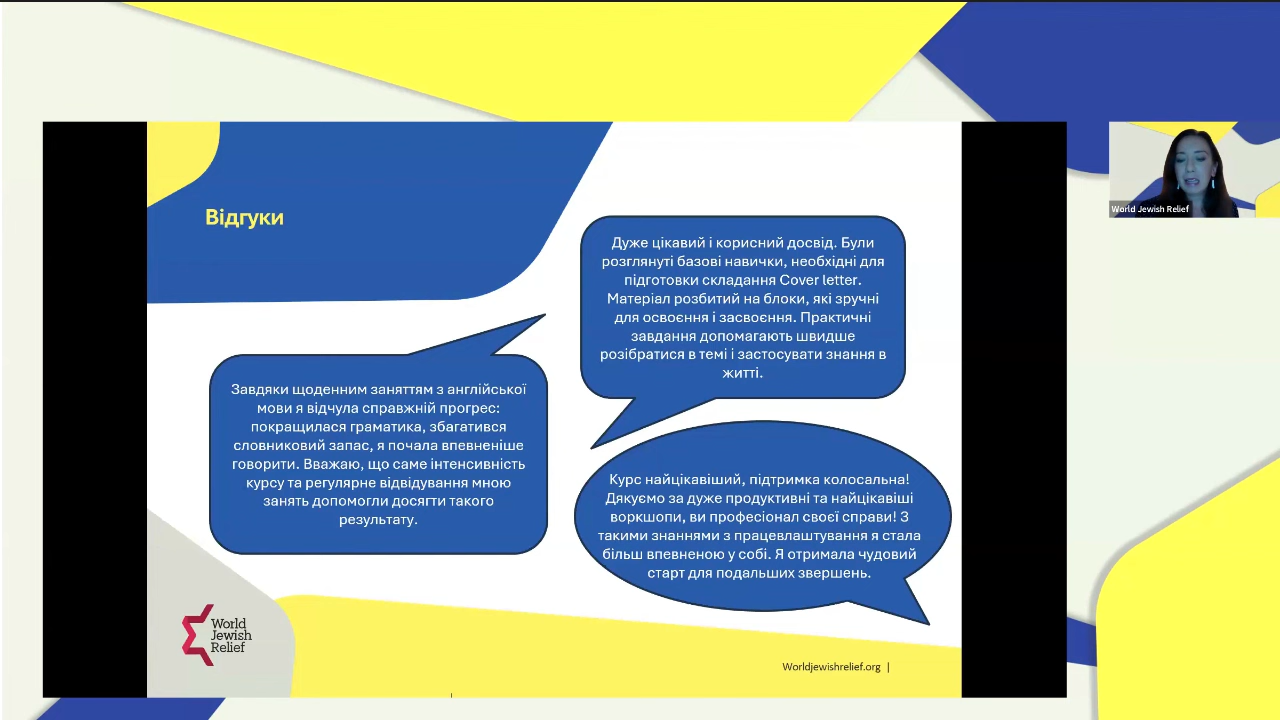 Відгуки
Дуже цікавий і корисний досвід. Були
розглянуті базові навички, необхідні для
підготовки складання Cover letter.
Матеріал розбитий на блоки, які зручні
для освоєння і засвоєння. Практичні
завдання допомагають швидше
розібратися в темі і застосувати знання в
житті.
Завдяки щоденним заняттям з англійської
мови я відчула справжній прогрес:
покращилася граматика, збагатився
словниковий запас, я почала впевненіше
говорити. Вважаю, що саме інтенсивність
курсу та регулярне відвідування мною
занять допомогли досягти такого
результату.
Курс найцікавіший, підтримка колосальна!
Дякуємо за дуже продуктивні та найцікавіші
воркшопи, ви професіонал своєї справи! З
такими знаннями з працевлаштування я стала
більш впевненою у собі. Я отримала чудовий
старт для подальших звершень.
World
Jewish
Relief
Worldjewishrelief.org |
World Jewish Relief